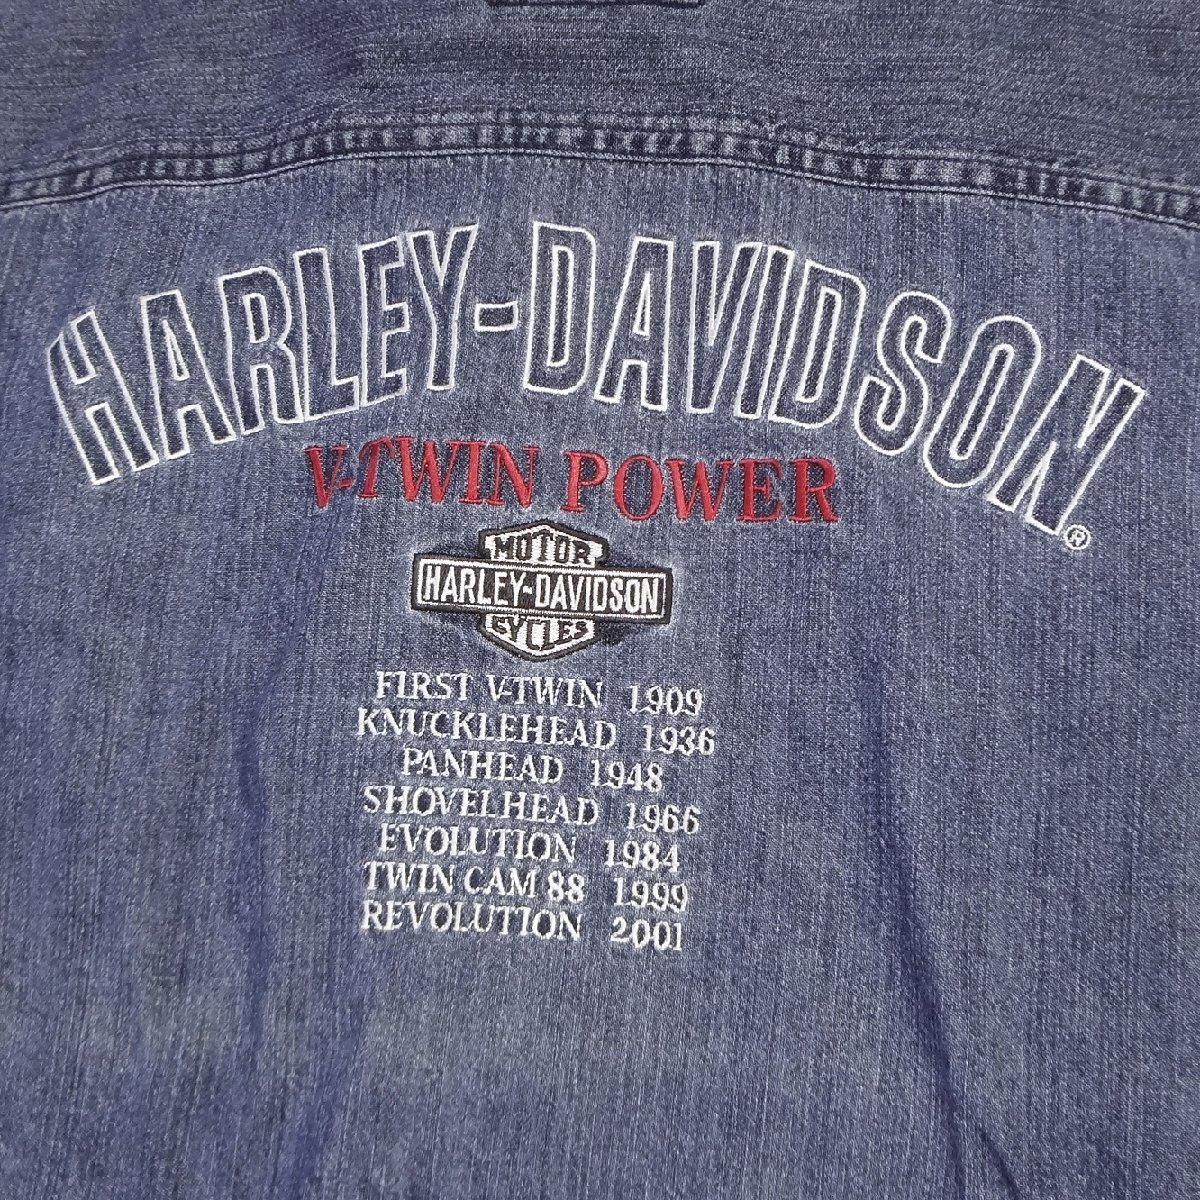 HARLEY-DAVIDSON®
V-TWIN POWER
MOTOR
HARLEY-DAVIDSON
CYCLES
FIRST V-TWIN 1909
KNUCKLEHEAD 1936
PANHEAD 1948
SHOVELHEAD 1966
EVOLUTION 1984
TWIN CAM 88 1999
REVOLUTION 2001